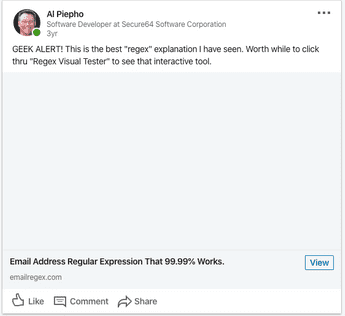 Al Piepho
Software Developer at Secure64 Software Corporation
3yr
GEEK ALERT! This is the best "regex" explanation I have seen. Worth while to click
thru "Regex Visual Tester" to see that interactive tool.
Email Address Regular Expression That 99.99% Works.
View
emailregex.com
Like Comment Share